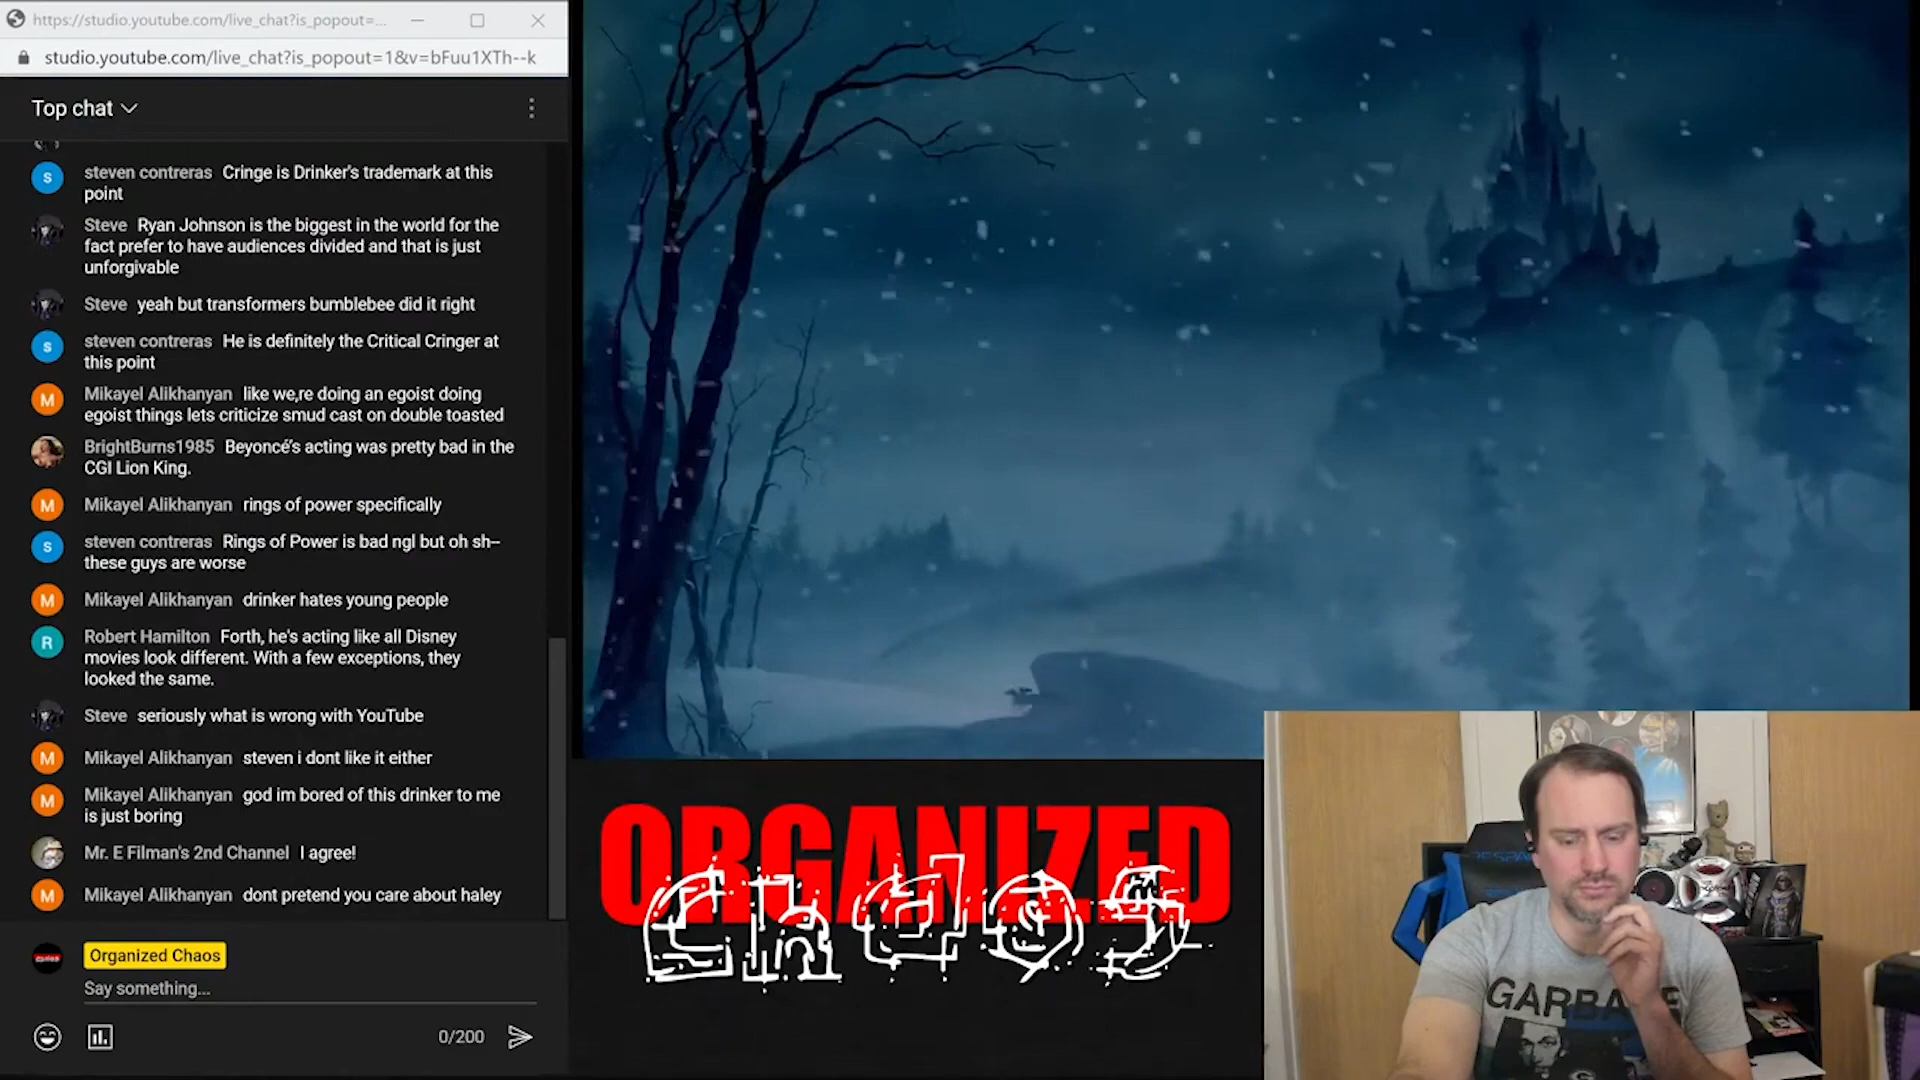 https://studio.youtube.com/live_chat?is_popout=...
studio.youtube.com/live_chat?is_popout=1&v=bFuu1XTh--k
Top chat
steven contreras Cringe is Drinker's trademark at this
point
Steve Ryan Johnson is the biggest in the world for the
fact prefer to have audiences divided and that is just
unforgivable
Steve yeah but transformers bumblebee did it right
S steven contreras He is definitely the Critical Cringer at
this point
M Mikayel Alikhanyan like we,re doing an egoist doing
egoist things lets criticize smud cast on double toasted
BrightBurns1985 Beyoncé's acting was pretty bad in the
CGI Lion King.
M Mikayel Alikhanyan rings of power specifically
S steven contreras Rings of Power is bad ngl but oh sh--
these guys are worse
M Mikayel Alikhanyan drinker hates young people
R Robert Hamilton Forth, he's acting like all Disney
movies look different. With a few exceptions, they
looked the same.
Steve seriously what is wrong with YouTube
M Mikayel Alikhanyan steven i dont like it either
M Mikayel Alikhanyan god im bored of this drinker to me
is just boring
Mr. E Filman's 2nd Channel I agree!
M Mikayel Alikhanyan dont pretend you care about haley
Organized Chaos
Say something...
0/200
ORGANIZED
chaos
GARBAGE